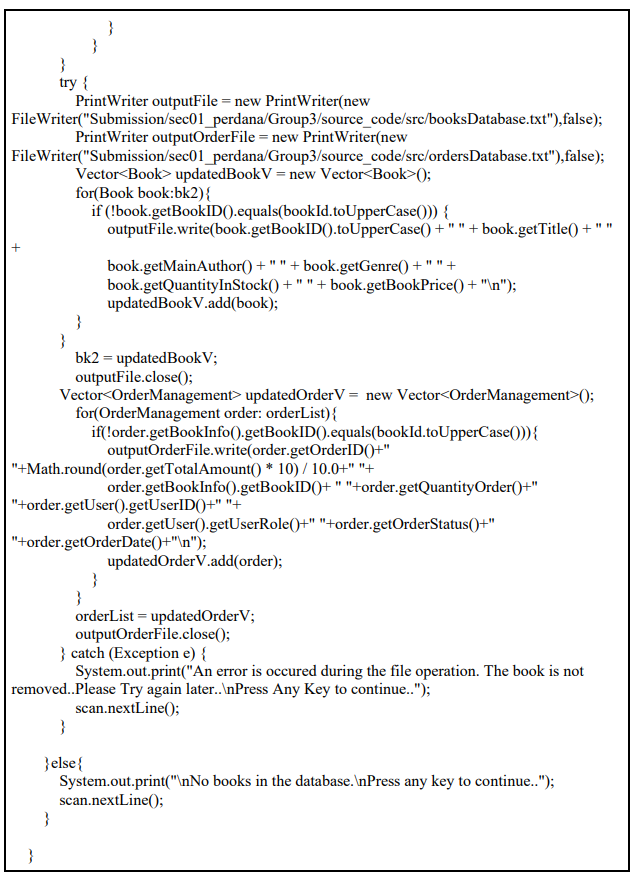 }
}
}
try {
PrintWriter outputFile = new PrintWriter(new
FileWriter("Submission/sec01_perdana/Group3/source_code/src/booksDatabase.txt"),false);
PrintWriter outputOrderFile = new PrintWriter(new
FileWriter("Submission/sec01_perdana/Group3/source_code/src/ordersDatabase.txt"),false);
Vector<Book> updatedBookV = new Vector<Book>();
for(Book book:bk2){
if (!book.getBookID().equals(bookId.toUpperCase())) {
outputFile.write(book.getBookID().toUpperCase() + " " + book.getTitle() + " "
+
book.getMainAuthor() + " " + book.getGenre() + " " +
book.getQuantityInStock() + " " + book.getBookPrice() + "\n");
updatedBookV.add(book);
}
}
bk2 = updatedBookV;
outputFile.close();
Vector<OrderManagement> updatedOrderV =  new Vector<OrderManagement>();
for(OrderManagement order: orderList){
if(!order.getBookInfo().getBookID().equals(bookId.toUpperCase())){
outputOrderFile.write(order.getOrderID()+"
"+Math.round(order.getTotalAmount() * 10) / 10.0+" "+
order.getBookInfo().getBookID()+ " "+order.getQuantityOrder()+"
"+order.getUser().getUserID()+" "+
order.getUser().getUserRole()+" "+order.getOrderStatus()+"
"+order.getOrderDate()+"\n");
updatedOrderV.add(order);
}
}
orderList = updatedOrderV;
outputOrderFile.close();
} catch (Exception e) {
System.out.print("An error is occured during the file operation. The book is not
removed..Please Try again later..\nPress Any Key to continue..");
scan.nextLine();
}
}else{
System.out.print("\nNo books in the database.\nPress any key to continue..");
scan.nextLine();
}
}